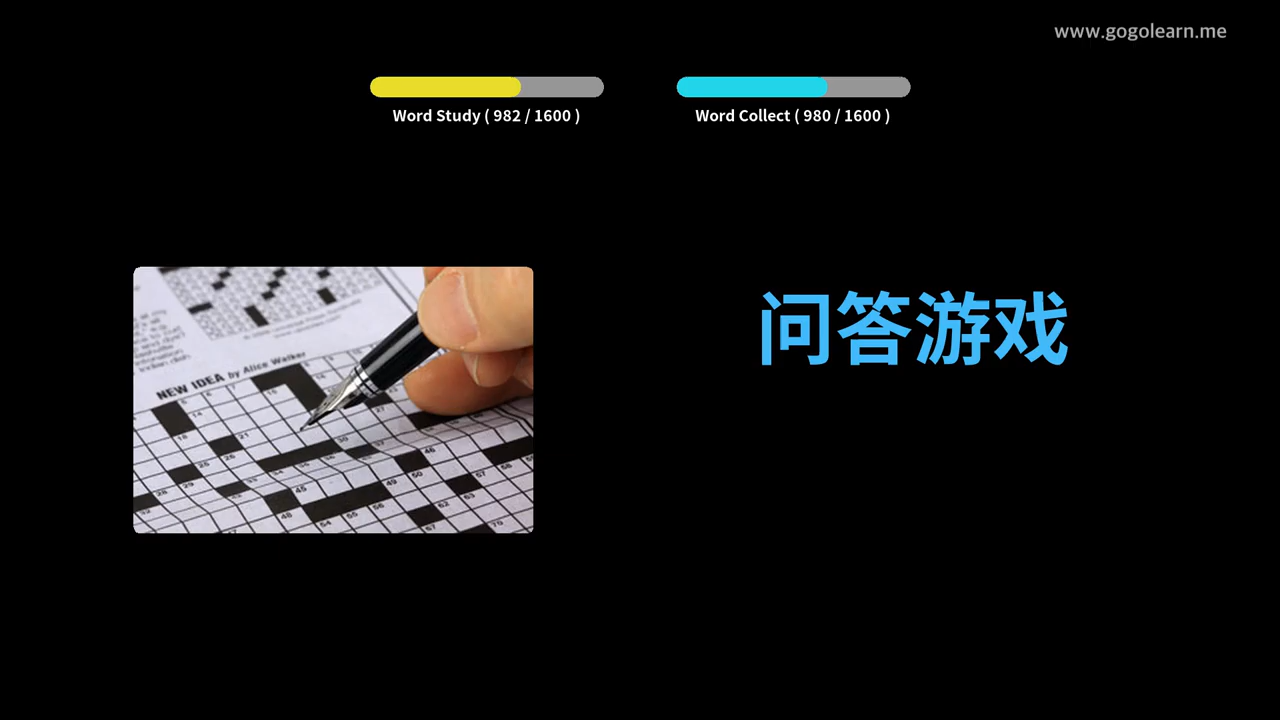 www.gogolearn.me
Word Study ( 982 / 1600 )
Word Collect ( 980 / 1600 )
问答游戏
NEW IDEA by Alice Walker